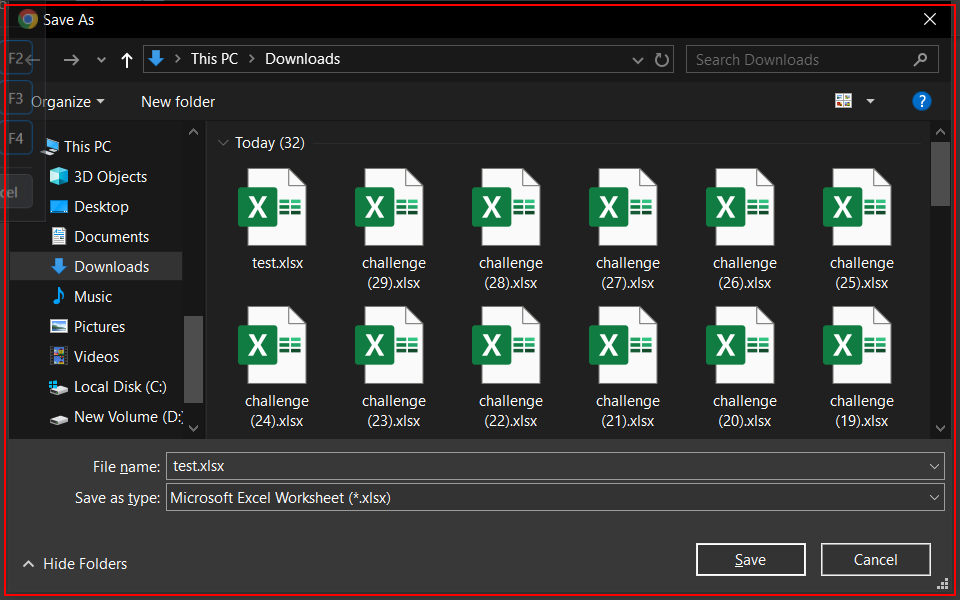 Save As
F2
This PC
Downloads
Search Downloads
F3
Organize
New folder
F4
This PC
3D Objects
Desktop
Documents
Downloads
Music
Pictures
Videos
Local Disk (C:)
New Volume (D:)
Today (32)
test.xlsx
challenge
(29).xlsx
challenge
(28).xlsx
challenge
(27).xlsx
challenge
(26).xlsx
challenge
(25).xlsx
challenge
(24).xlsx
challenge
(23).xlsx
challenge
(22).xlsx
challenge
(21).xlsx
challenge
(20).xlsx
challenge
(19).xlsx
File name: test.xlsx
Save as type: Microsoft Excel Worksheet (*.xlsx)
Hide Folders
Save
Cancel